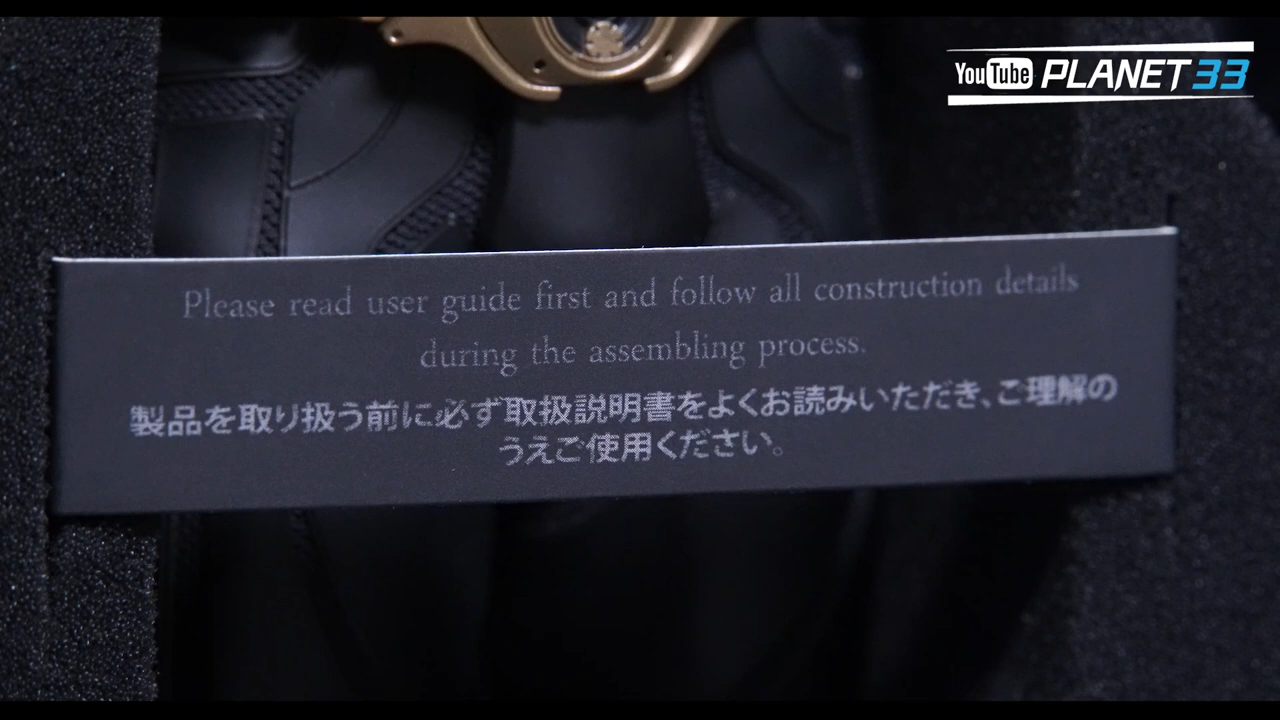 YouTube PLANET 33
Please read user guide first and follow all construction details
during the assembling process.
製品を取り扱う前に必ず取扱説明書をよくお読みいただき、ご理解の
うえご使用ください。